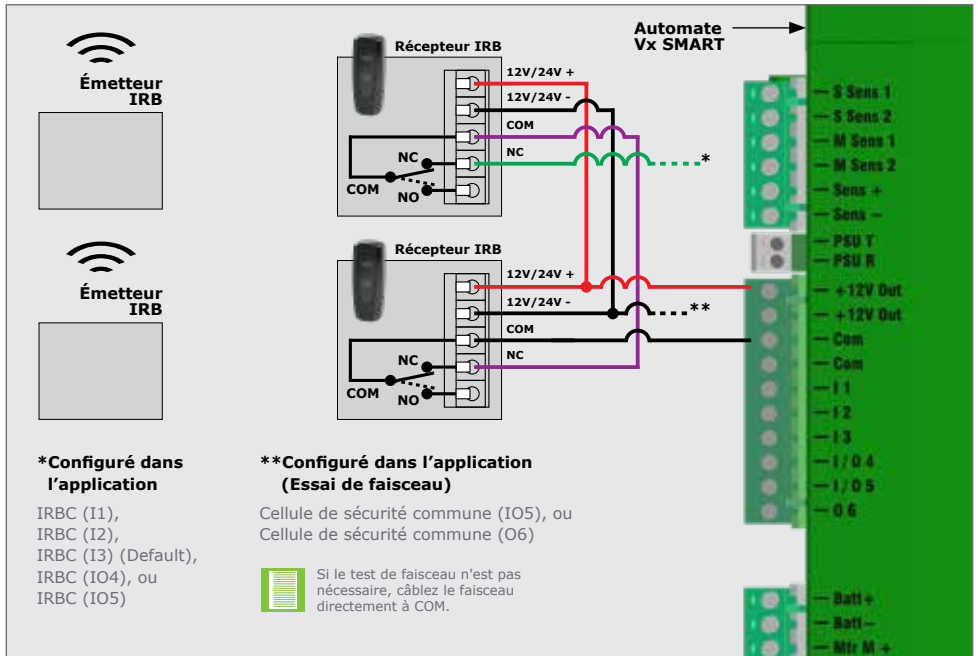 Automate
Vx SMART
Émetteur
IRB
Récepteur IRB
12V/24V +
12V/24V -
COM
NC
NC
COM
NO
*
Émetteur
IRB
Récepteur IRB
12V/24V +
12V/24V -
COM
NC
NC
COM
NO
**
S Sens 1
S Sens 2
M Sens 1
M Sens 2
Sens +
Sens -
PSU T
PSU R
+12V Out
+12V Out
Com
Com
I 1
I 2
I 3
I / O 4
I / O 5
O 6
Batt+
Batt-
Mtr M +
*Configuré dans
l'application
IRBC (I1),
IRBC (I2),
IRBC (I3) (Default),
IRBC (IO4), ou
IRBC (IO5)
**Configuré dans l'application
(Essai de faisceau)
Cellule de sécurité commune (IO5), ou
Cellule de sécurité commune (O6)
Si le test de faisceau n'est pas
nécessaire, câblez le faisceau
directement à COM.